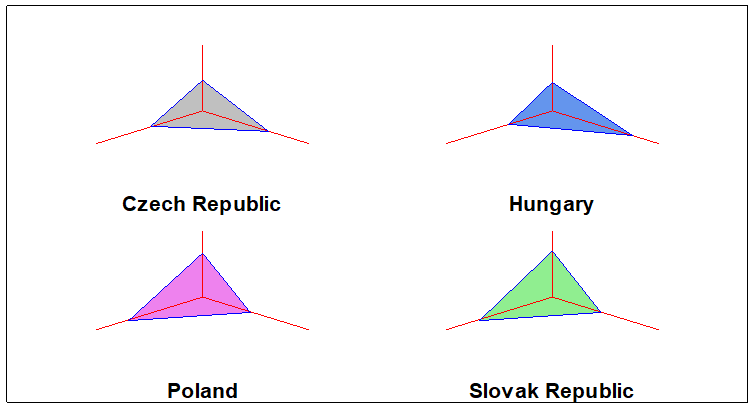 Czech Republic
Hungary
Poland
Slovak Republic